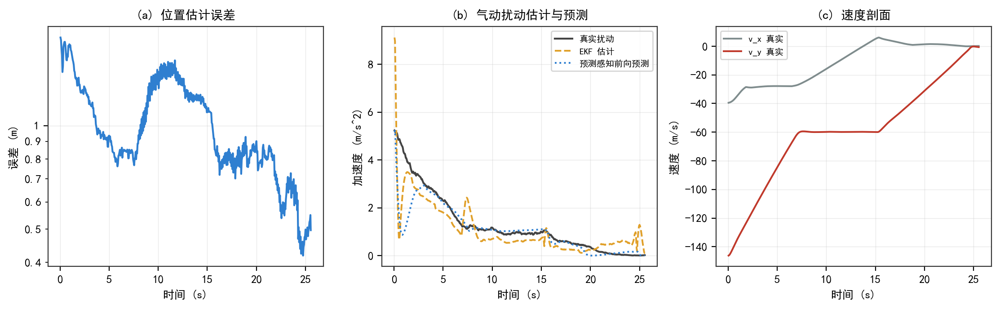 (a) 位置估计误差
误差 (m)
1
0.9
0.8
0.7
0.6
0.5
0.4
0 5 10 15 20 25
时间 (s)
(b) 气动扰动估计与预测
真实扰动
EKF 估计
预测感知前向预测
加速度 (m/s^2)
8
6
4
2
0
0 5 10 15 20 25
时间 (s)
(c) 速度剖面
v_x 真实
v_y 真实
速度 (m/s)
0
−20
−40
−60
−80
−100
−120
−140
0 5 10 15 20 25
时间 (s)